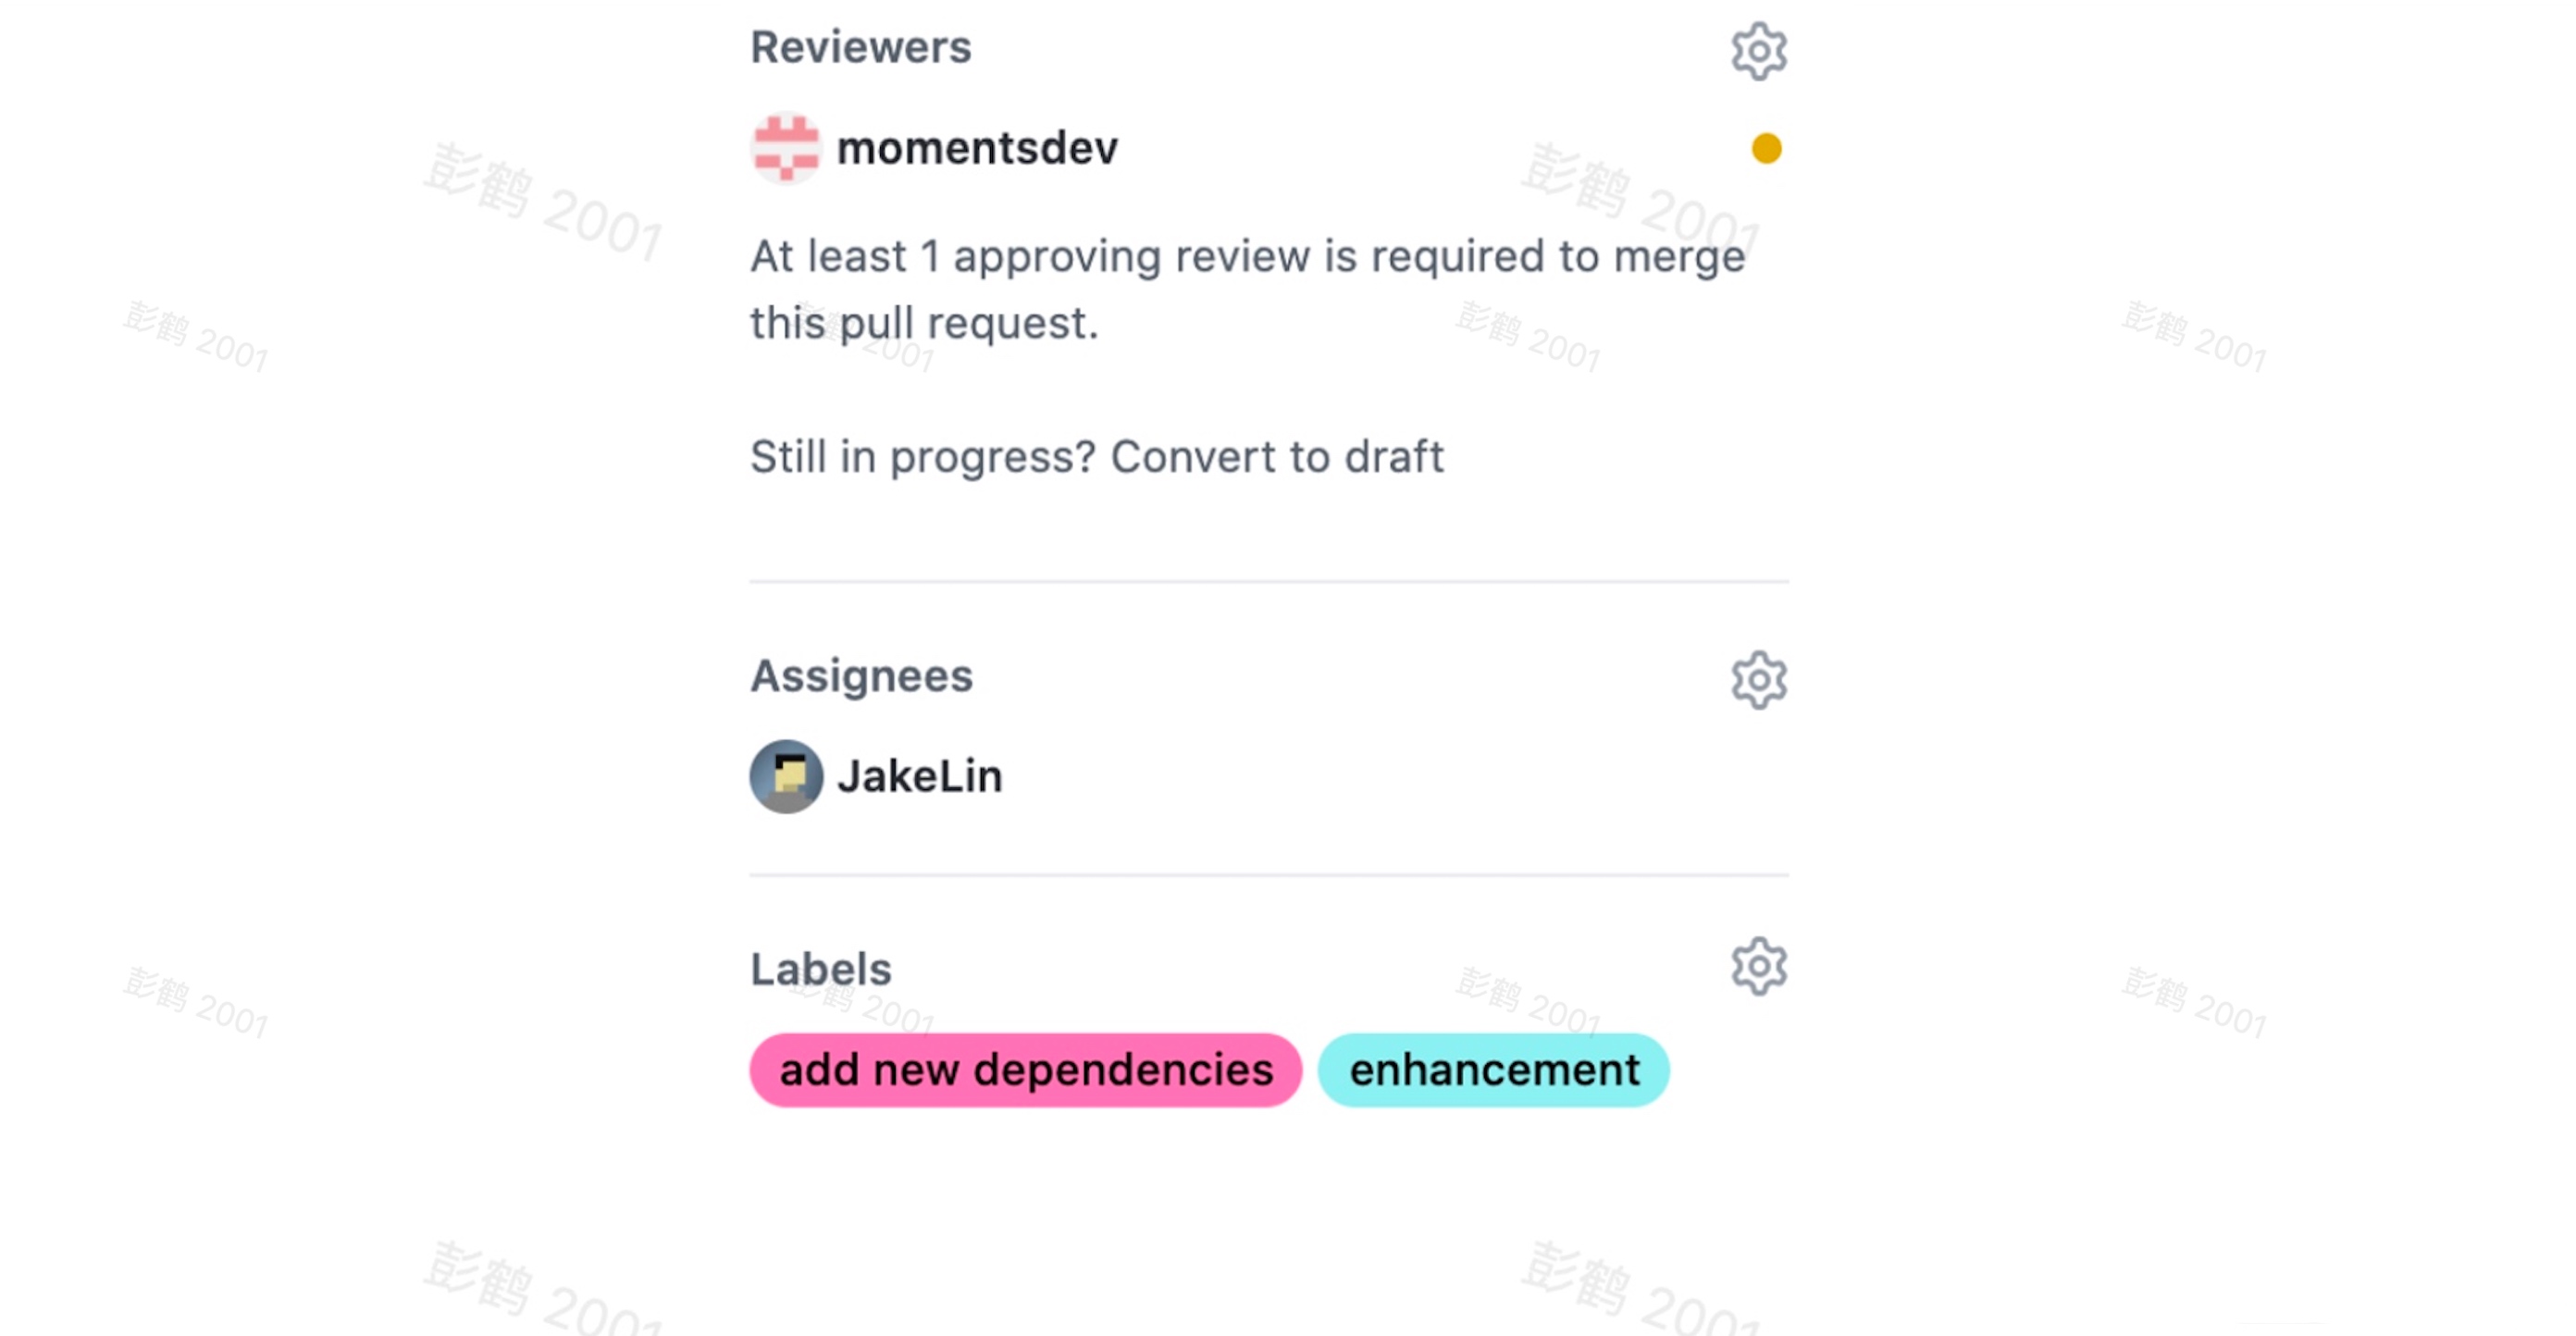 Reviewers
momentsdev
彭鹤 2001
彭鹤 2001
At least 1 approving review is required to merge
this pull request.
彭鹤 2001
彭鹤 2001
彭鹤 2001
彭鹤 2001
Still in progress? Convert to draft
Assignees
JakeLin
Labels
彭鹤 2001
彭鹤 2001
彭鹤 2001
彭鹤 2001
add new dependencies
enhancement
彭鹤 2001
彭鹤 2001